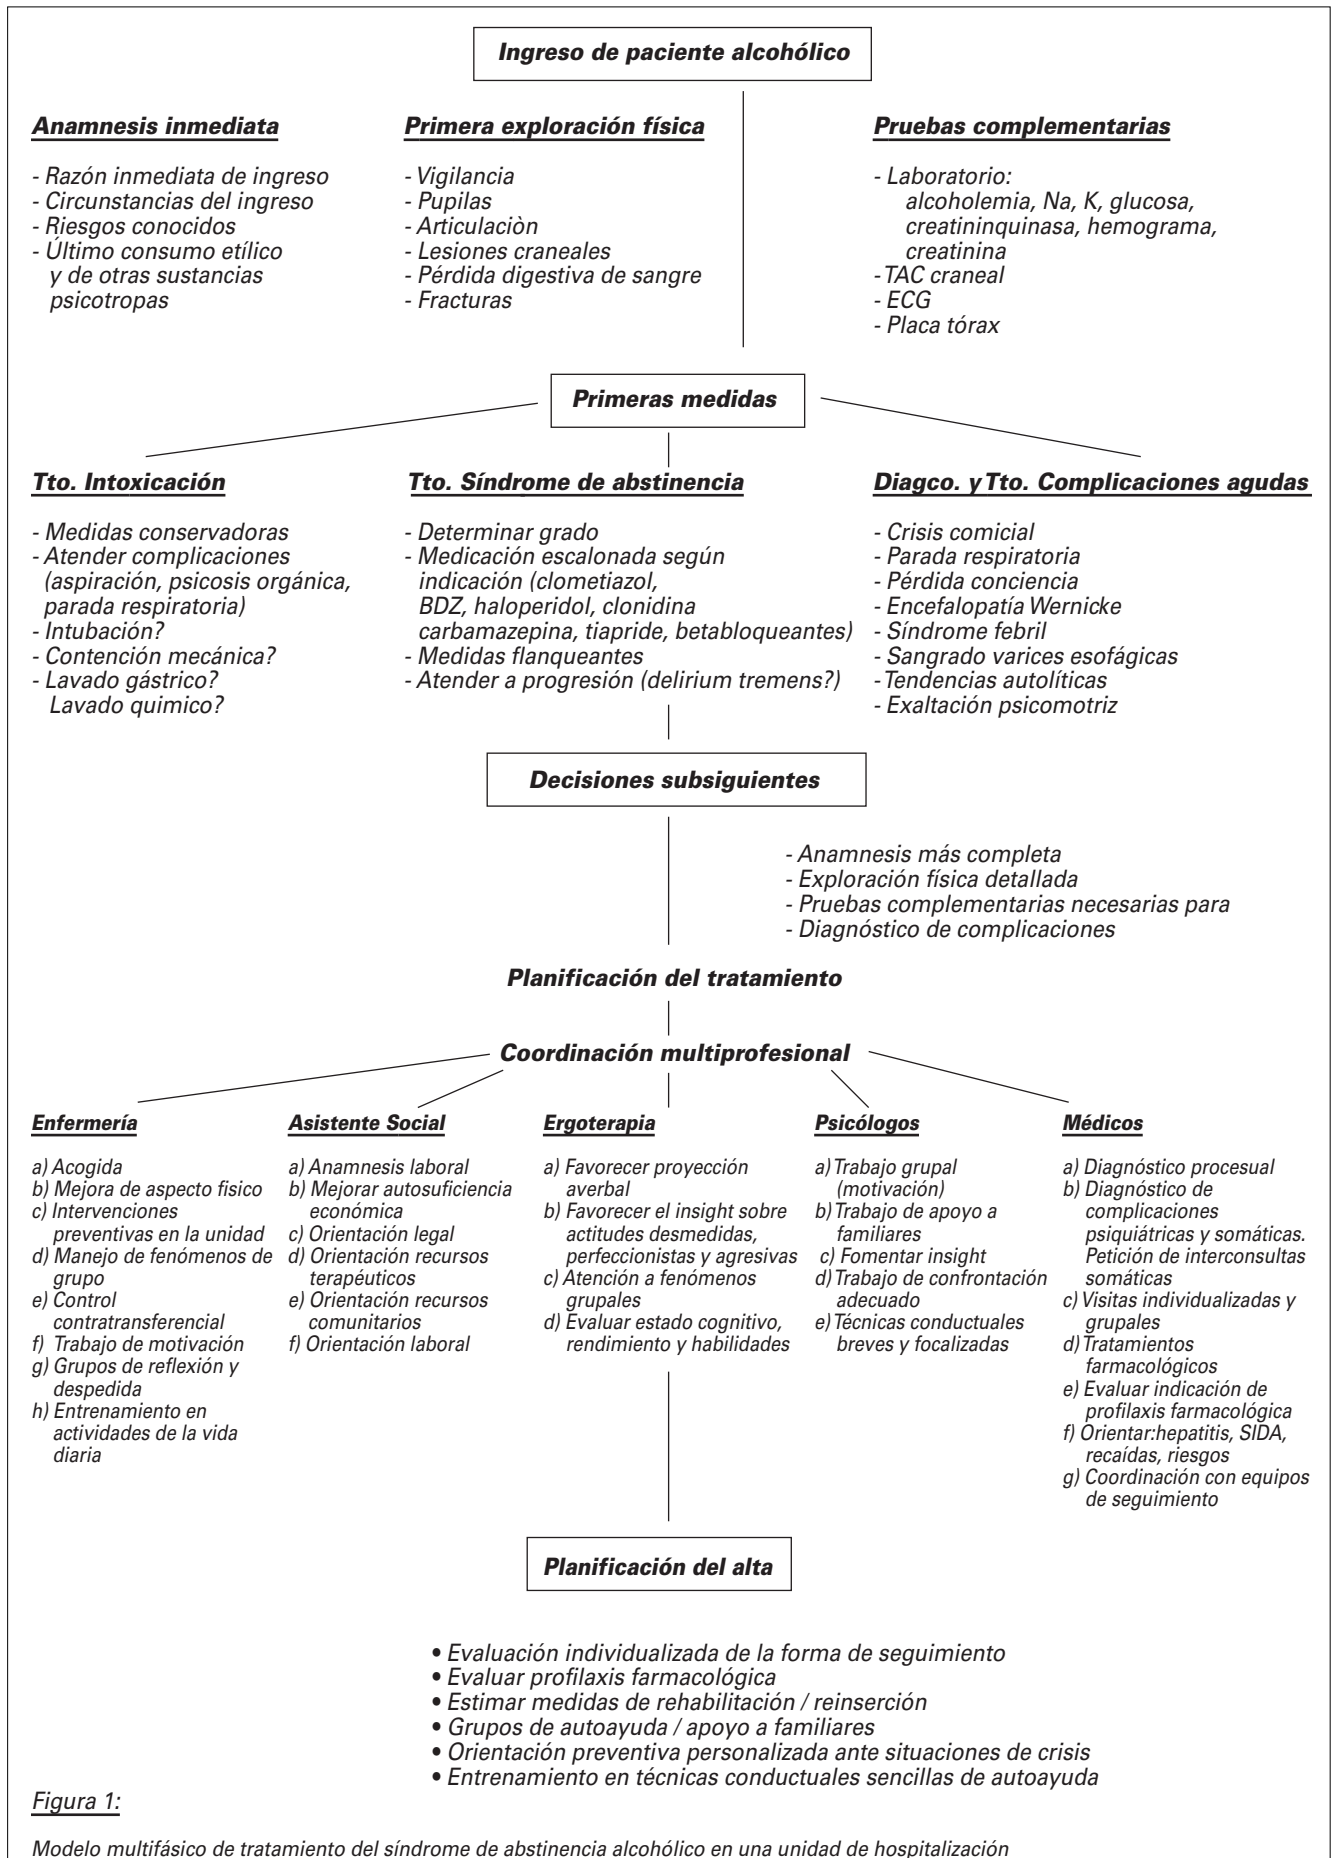 Ingreso de paciente alcohólico
Anamnesis inmediata
- Razón inmediata de ingreso
- Circunstancias del ingreso
- Riesgos conocidos
- Último consumo etílico
y de otras sustancias
psicotropas
Primera exploración física
- Vigilancia
- Pupilas
- Articulaciòn
- Lesiones craneales
- Pérdida digestiva de sangre
- Fracturas
Pruebas complementarias
- Laboratorio:
alcoholemia, Na, K, glucosa,
creatininquinasa, hemograma,
creatinina
- TAC craneal
- ECG
- Placa tórax
Primeras medidas
Tto. Intoxicación
- Medidas conservadoras
- Atender complicaciones
(aspiración, psicosis orgánica,
parada respiratoria)
- Intubación?
- Contención mecánica?
- Lavado gástrico?
Lavado quimico?
Tto. Síndrome de abstinencia
- Determinar grado
- Medicación escalonada según
indicación (clometiazol,
BDZ, haloperidol, clonidina
carbamazepina, tiapride, betabloqueantes)
- Medidas flanqueantes
- Atender a progresión (delirium tremens?)
Diagco. y Tto. Complicaciones agudas
- Crisis comicial
- Parada respiratoria
- Pérdida conciencia
- Encefalopatía Wernicke
- Síndrome febril
- Sangrado varices esofágicas
- Tendencias autolíticas
- Exaltación psicomotriz
Decisiones subsiguientes
- Anamnesis más completa
- Exploración física detallada
- Pruebas complementarias necesarias para
- Diagnóstico de complicaciones
Planificación del tratamiento
Coordinación multiprofesional
Enfermería
a) Acogida
b) Mejora de aspecto fisico
c) Intervenciones
preventivas en la unidad
d) Manejo de fenómenos de
grupo
e) Control
contratransferencial
f) Trabajo de motivación
g) Grupos de reflexión y
despedida
h) Entrenamiento en
actividades de la vida
diaria
Asistente Social
a) Anamnesis laboral
b) Mejorar autosuficiencia
económica
c) Orientación legal
d) Orientación recursos
terapéuticos
e) Orientación recursos
comunitarios
f) Orientación laboral
Ergoterapia
a) Favorecer proyección
averbal
b) Favorecer el insight sobre
actitudes desmedidas,
perfeccionistas y agresivas
c) Atención a fenómenos
grupales
d) Evaluar estado cognitivo,
rendimiento y habilidades
Psicólogos
a) Trabajo grupal
(motivación)
b) Trabajo de apoyo a
familiares
c) Fomentar insight
d) Trabajo de confrontación
adecuado
e) Técnicas conductuales
breves y focalizadas
Médicos
a) Diagnóstico procesual
b) Diagnóstico de
complicaciones
psiquiátricas y somáticas.
Petición de interconsultas
somáticas
c) Visitas individualizadas y
grupales
d) Tratamientos
farmacológicos
e) Evaluar indicación de
profilaxis farmacológica
f) Orientar:hepatitis, SIDA,
recaídas, riesgos
g) Coordinación con equipos
de seguimiento
Planificación del alta
• Evaluación individualizada de la forma de seguimiento
• Evaluar profilaxis farmacológica
• Estimar medidas de rehabilitación / reinserción
• Grupos de autoayuda / apoyo a familiares
• Orientación preventiva personalizada ante situaciones de crisis
• Entrenamiento en técnicas conductuales sencillas de autoayuda
Figura 1:
Modelo multifásico de tratamiento del síndrome de abstinencia alcohólico en una unidad de hospitalización